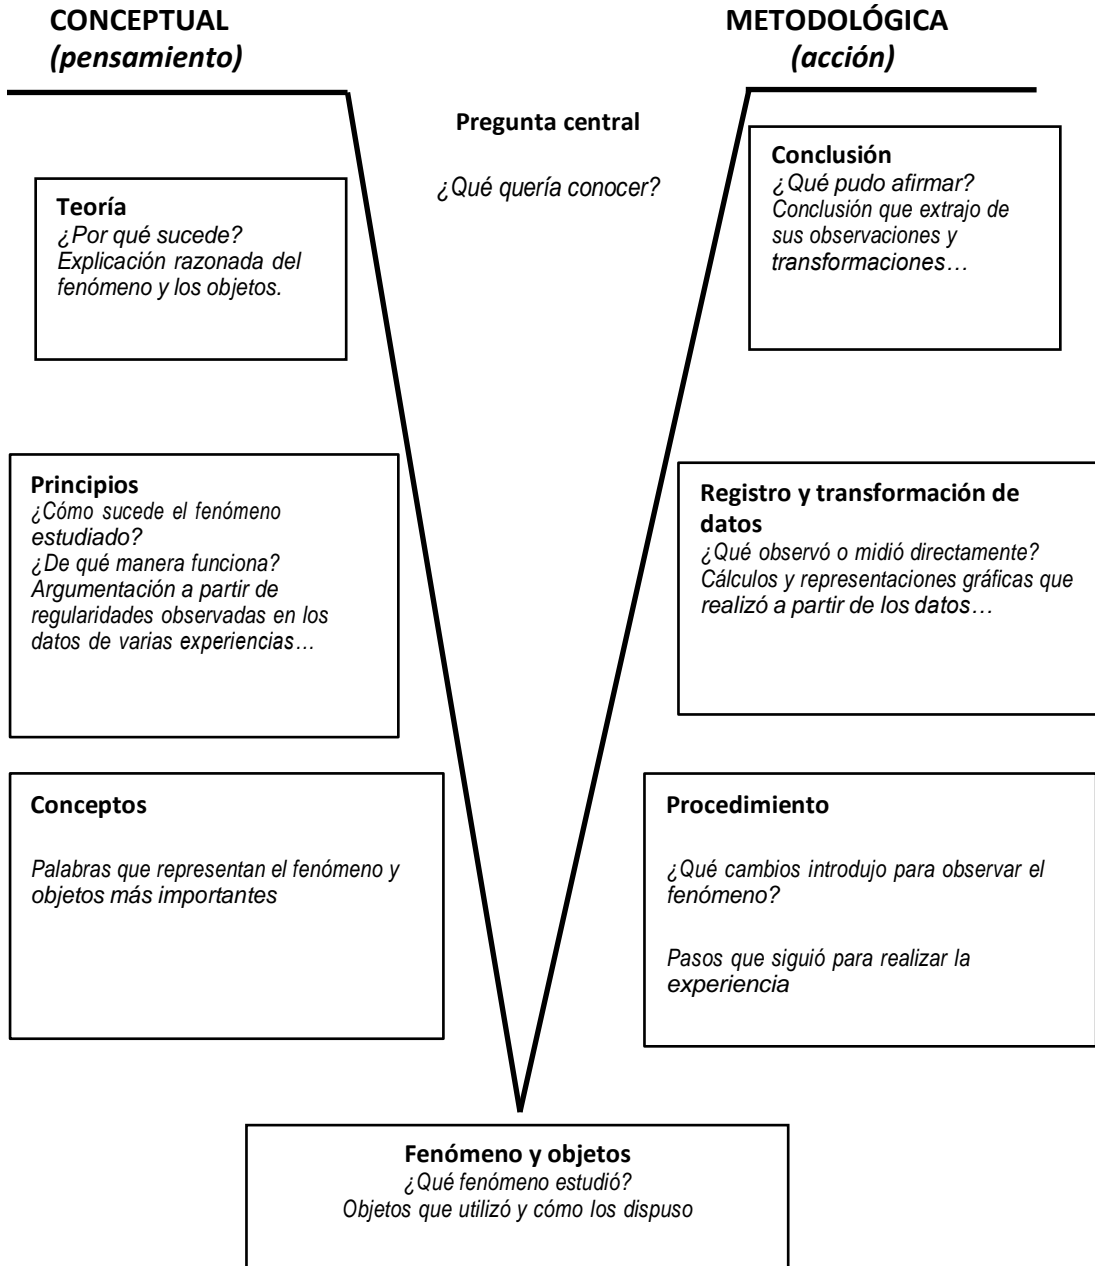 CONCEPTUAL
(pensamiento)
METODOLÓGICA
(acción)
Pregunta central
¿Qué quería conocer?
Teoría
¿Por qué sucede?
Explicación razonada del
fenómeno y los objetos.
Conclusión
¿Qué pudo afirmar?
Conclusión que extrajo de
sus observaciones y
transformaciones…
Principios
¿Cómo sucede el fenómeno
estudiado?
¿De qué manera funciona?
Argumentación a partir de
regularidades observadas en los
datos de varias experiencias…
Registro y transformación de
datos
¿Qué observó o midió directamente?
Cálculos y representaciones gráficas que
realizó a partir de los datos…
Conceptos
Palabras que representan el fenómeno y
objetos más importantes
Procedimiento
¿Qué cambios introdujo para observar el
fenómeno?
Pasos que siguió para realizar la
experiencia
Fenómeno y objetos
¿Qué fenómeno estudió?
Objetos que utilizó y cómo los dispuso